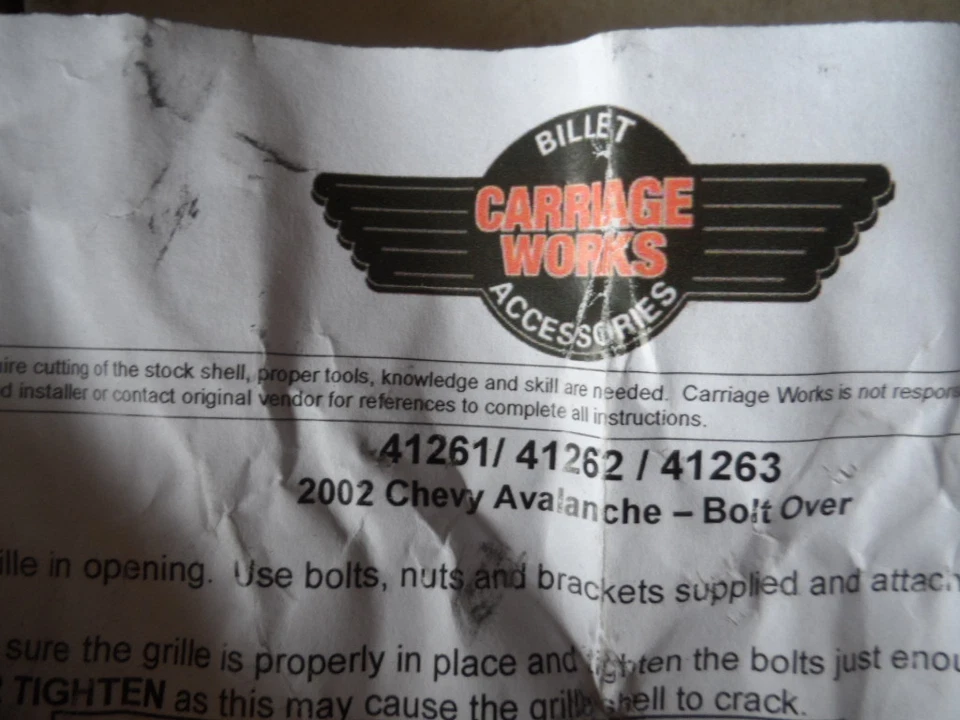 BILLET
CARRIAGE
WORKS
ACCESSORIES
ire cutting of the stock shell, proper tools, knowledge and skill are needed. Carriage Works is not respons
d installer or contact original vendor for references to complete all instructions.
41261/ 41262 / 41263
2002 Chevy Avalanche – Bolt Over
ille in opening. Use bolts, nuts and brackets supplied and attach
sure the grille is properly in place and tighten the bolts just enou
R TIGHTEN as this may cause the grille shell to crack.